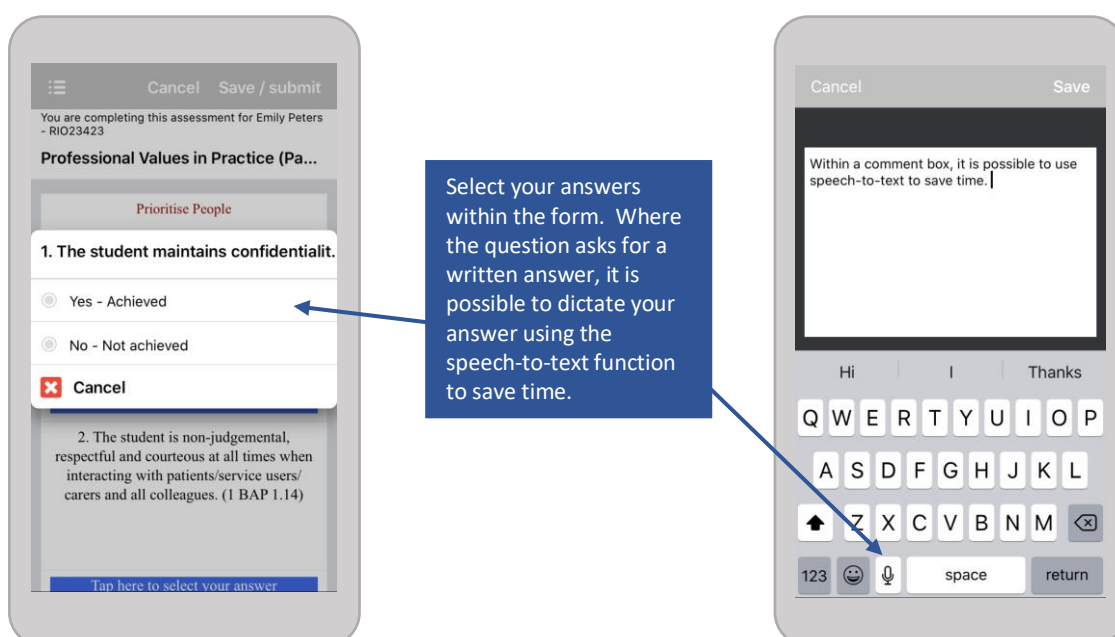 Cancel Save / submit
You are completing this assessment for Emily Peters
- RIO23423
Professional Values in Practice (Pa...
Prioritise People
1. The student maintains confidentialit.
Yes - Achieved
No - Not achieved
Cancel
2. The student is non-judgemental,
respectful and courteous at all times when
interacting with patients/service users/
carers and all colleagues. (1 BAP 1.14)
Tap here to select your answer
Select your answers
within the form. Where
the question asks for a
written answer, it is
possible to dictate your
answer using the
speech-to-text function
to save time.
Cancel Save
Within a comment box, it is possible to use
speech-to-text to save time.
Hi I Thanks
Q W E R T Y U I O P
A S D F G H J K L
Z X C V B N M
123 space return